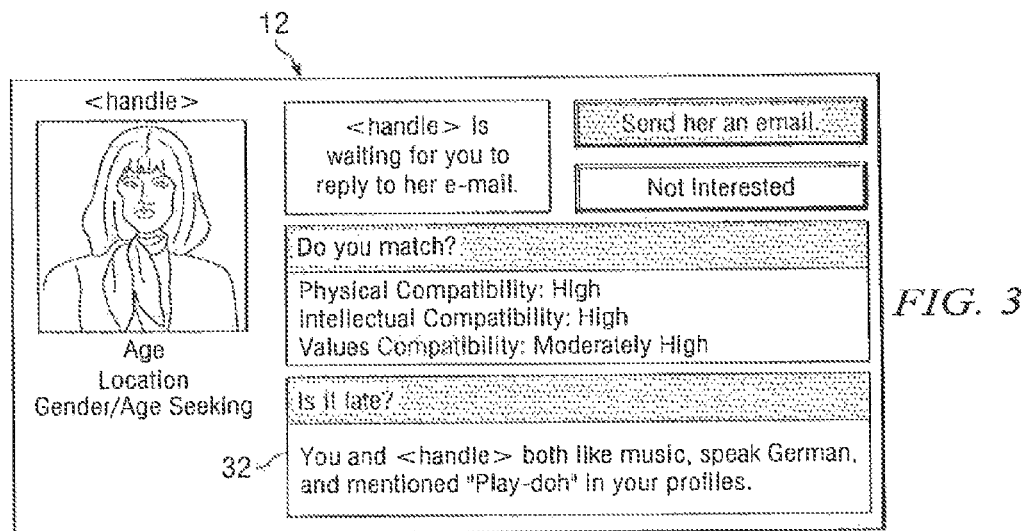 12
<handle>
<handle> Is
waiting for you to
reply to her e-mail.
Send her an email.
Not Interested
Do you match?
Physical Compatibility: High
Intellectual Compatibility: High
Values Compatibility: Moderately High
Age
Location
Gender/Age Seeking
Is it fate?
32
You and <handle> both like music, speak German,
and mentioned "Play-doh" in your profiles.
FIG. 3